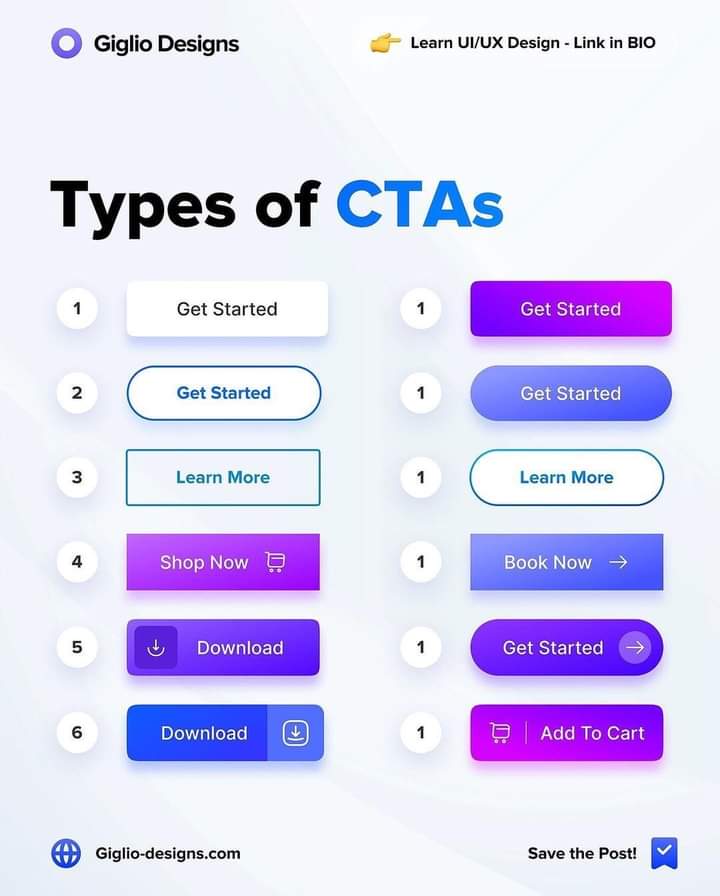 Giglio Designs
Learn UI/UX Design - Link in BIO
Types of CTAs
1 Get Started
1 Get Started
2 Get Started
1 Get Started
3 Learn More
1 Learn More
4 Shop Now
1 Book Now
5 Download
1 Get Started
6 Download
1 Add To Cart
Giglio-designs.com
Save the Post!